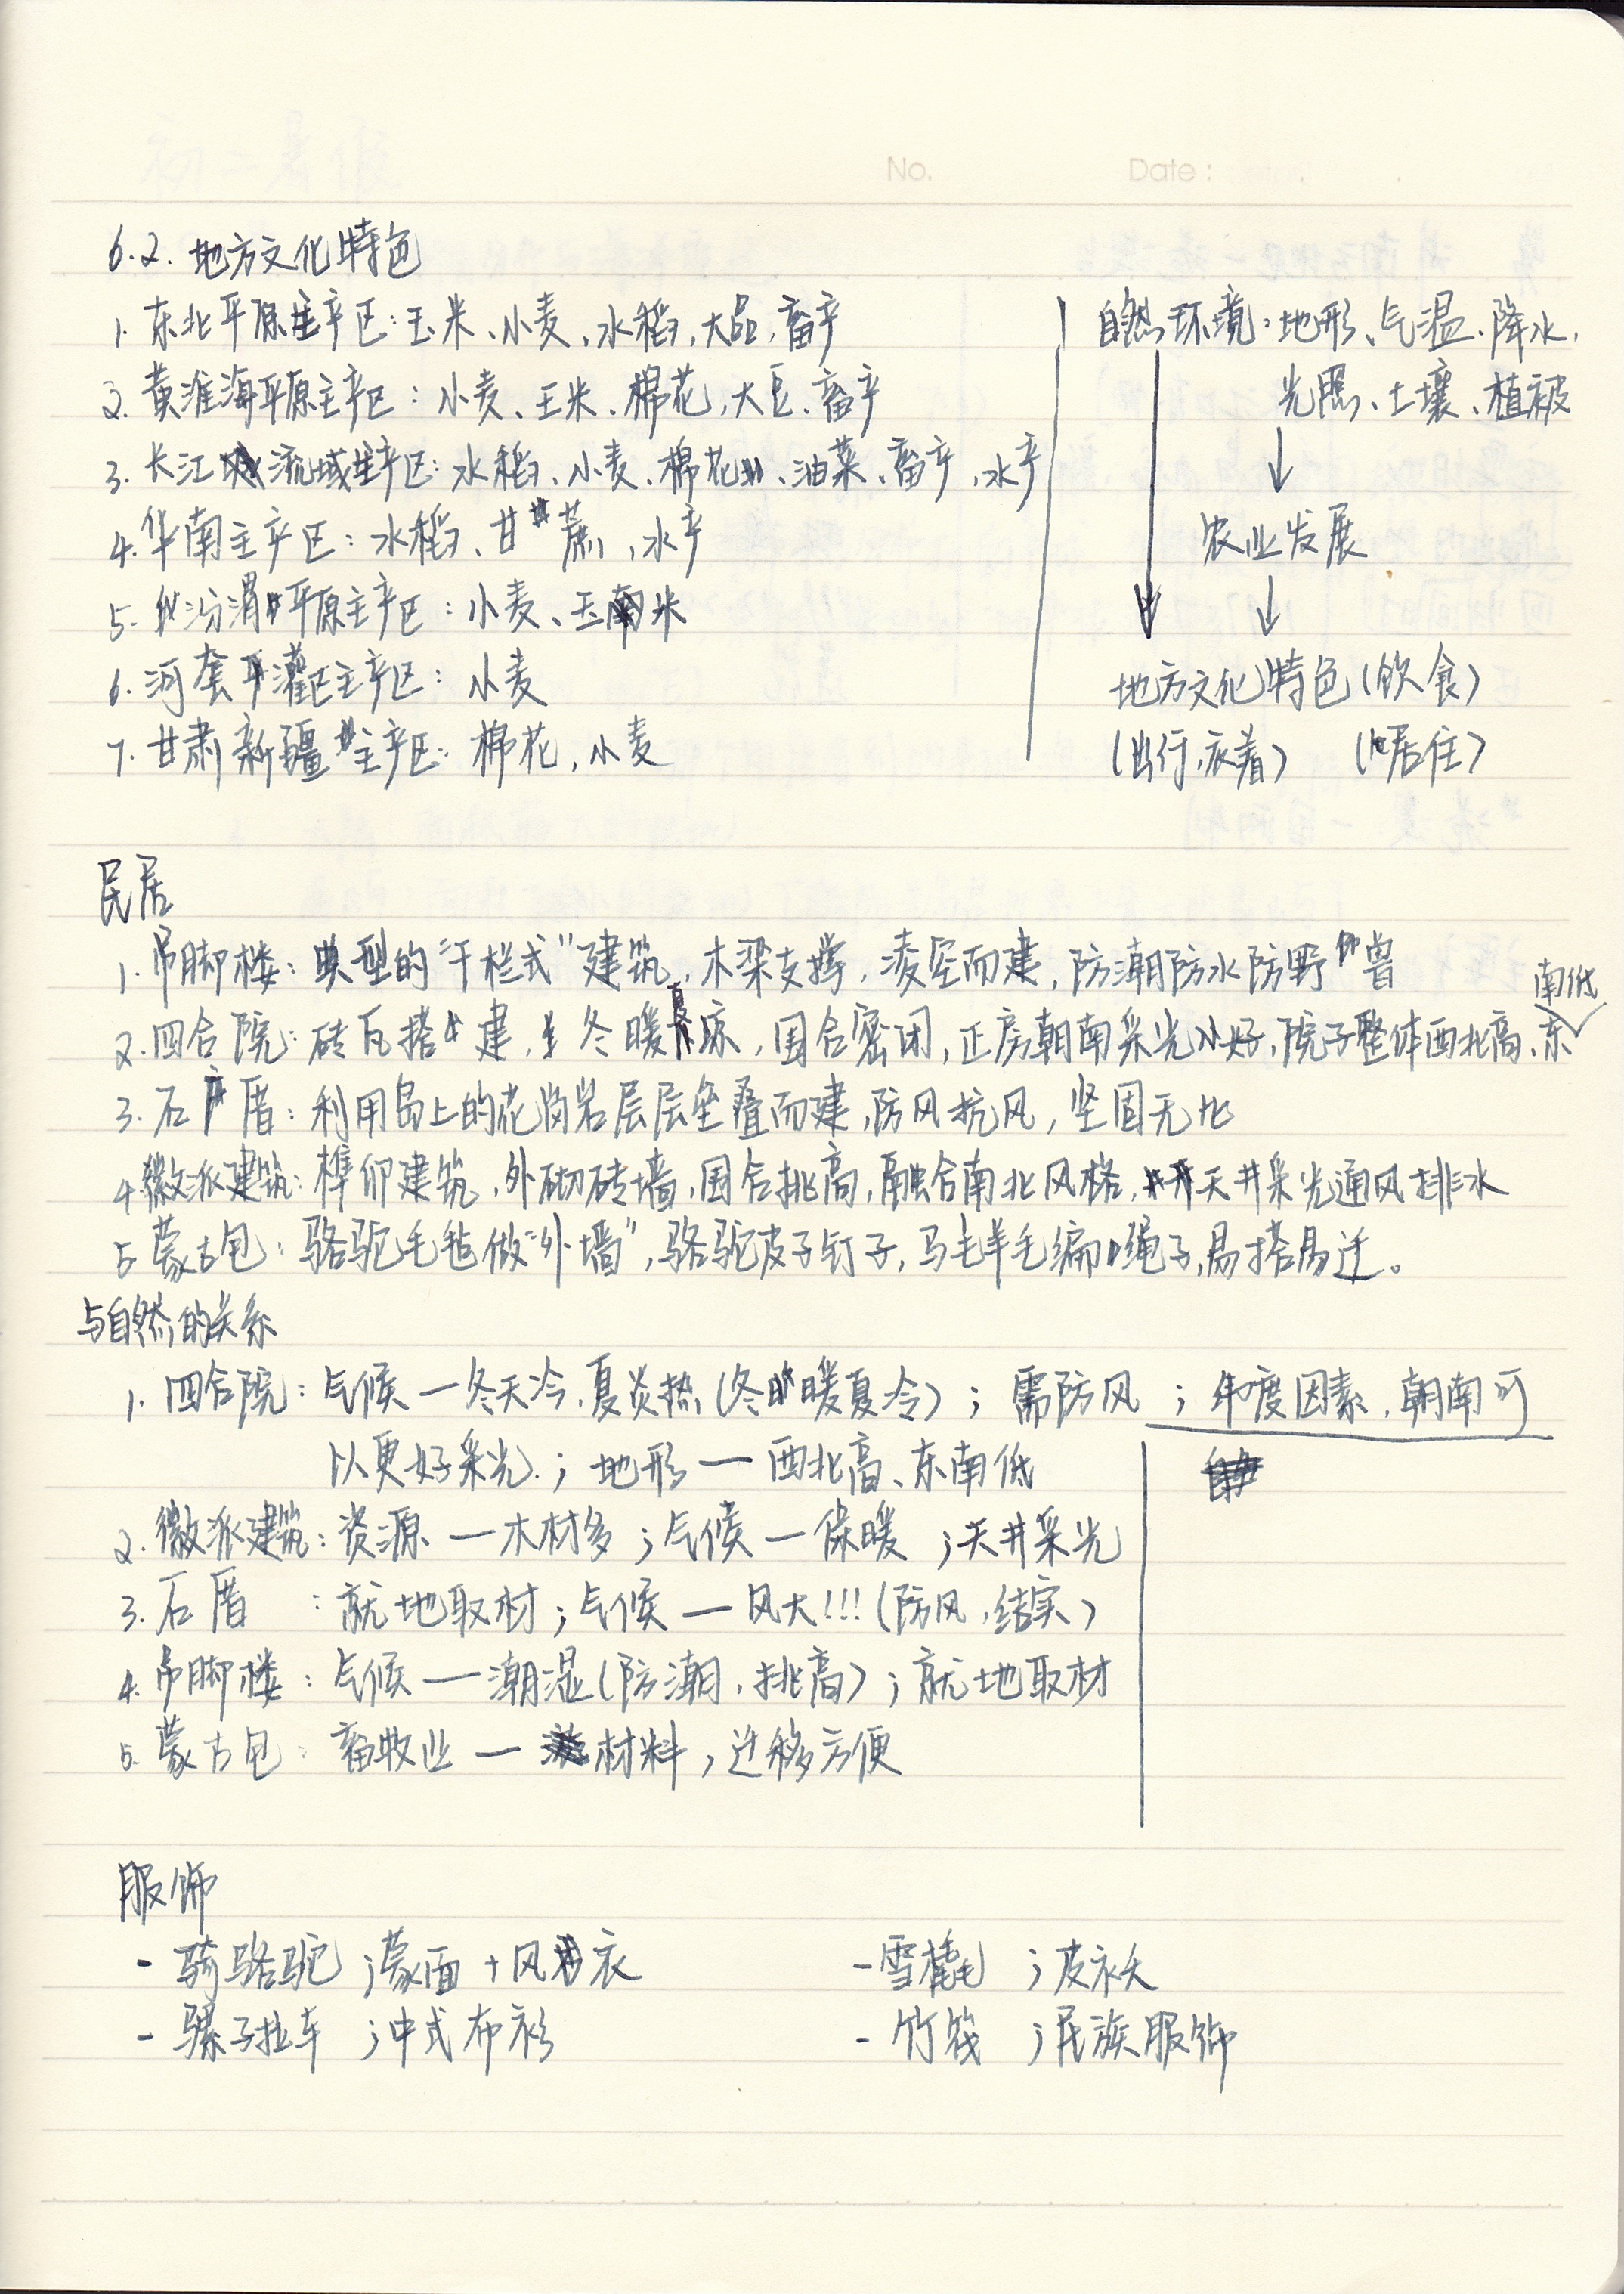 No. Date:
6.2. 地方文化特色
1. 东北平原主产区：玉米、小麦、水稻，大品，畜产
2. 黄淮海平原主产区：小麦、玉米、棉花，大豆、畜产
3. 长江流域主产区：水稻、小麦、棉花、油菜、畜产，水产
4. 华南主产区：水稻、甘蔗，水产
5. 汾渭平原主产区：小麦、玉米
6. 河套灌区主产区：小麦
7. 甘肃新疆主产区：棉花，小麦
自然环境：地形、气温、降水，
光照、土壤、植被
↓
农业发展
↓
地方文化特色（饮食）
（出行，衣着） （居住）
民居
1. 吊脚楼：典型的“干栏式”建筑，木梁支撑，凌空而建，防潮防水防野兽
2. 四合院：砖瓦搭建，冬暖夏凉，围合密闭，正房朝南采光好，院子整体西北高、东南低
3. 石厝：利用岛上的花岗岩层层垒叠而建，防风抗风，坚固无比
4. 徽派建筑：榫卯建筑，外砌砖墙，围合挑高，融合南北风格，天井采光通风排水
5. 蒙古包：骆驼毛毡做“外墙”，骆驼皮子钉子，马毛羊毛编绳子，易搭易迁。
与自然的关系
1. 四合院：气候—冬天冷，夏炎热（冬暖夏冷）；需防风；纬度因素，朝南可
以更好采光；地形—西北高、东南低
2. 徽派建筑：资源—木材多；气候—保暖；天井采光
3. 石厝：就地取材；气候—风大!!!（防风，结实）
4. 吊脚楼：气候—潮湿（防潮，挑高）；就地取材
5. 蒙古包：畜牧业—材料，迁移方便
服饰
- 骑骆驼；蒙面+风衣
- 骡子拉车；中式布衫
- 雪橇；皮袄
- 竹筏；民族服饰